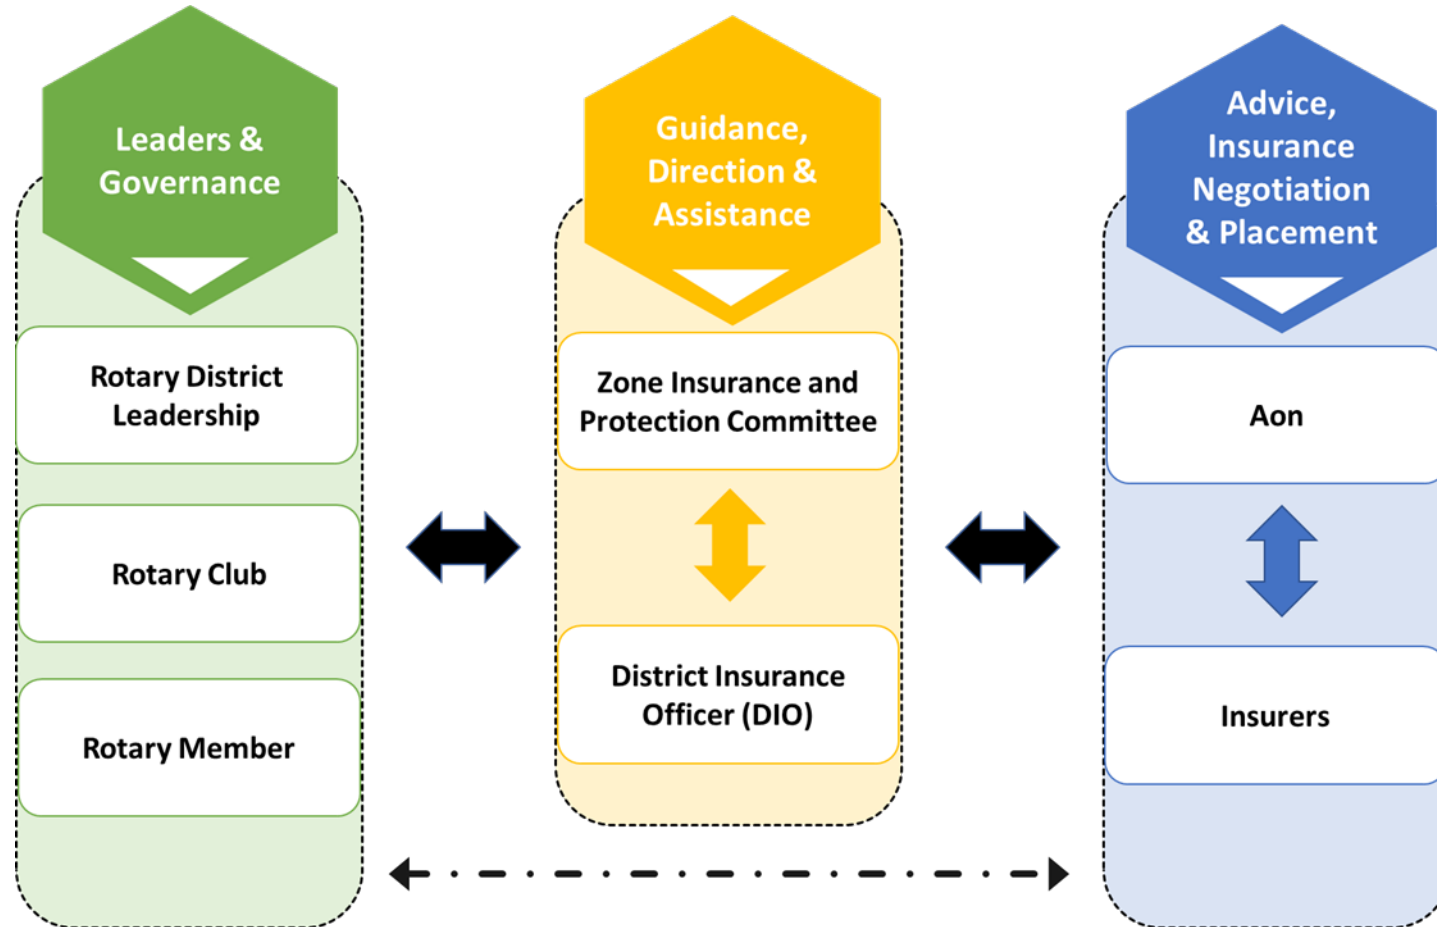 Leaders &
Governance
Rotary District
Leadership
Rotary Club
Rotary Member
Guidance,
Direction &
Assistance
Zone Insurance and
Protection Committee
District Insurance
Officer (DIO)
Advice,
Insurance
Negotiation
& Placement
Aon
Insurers